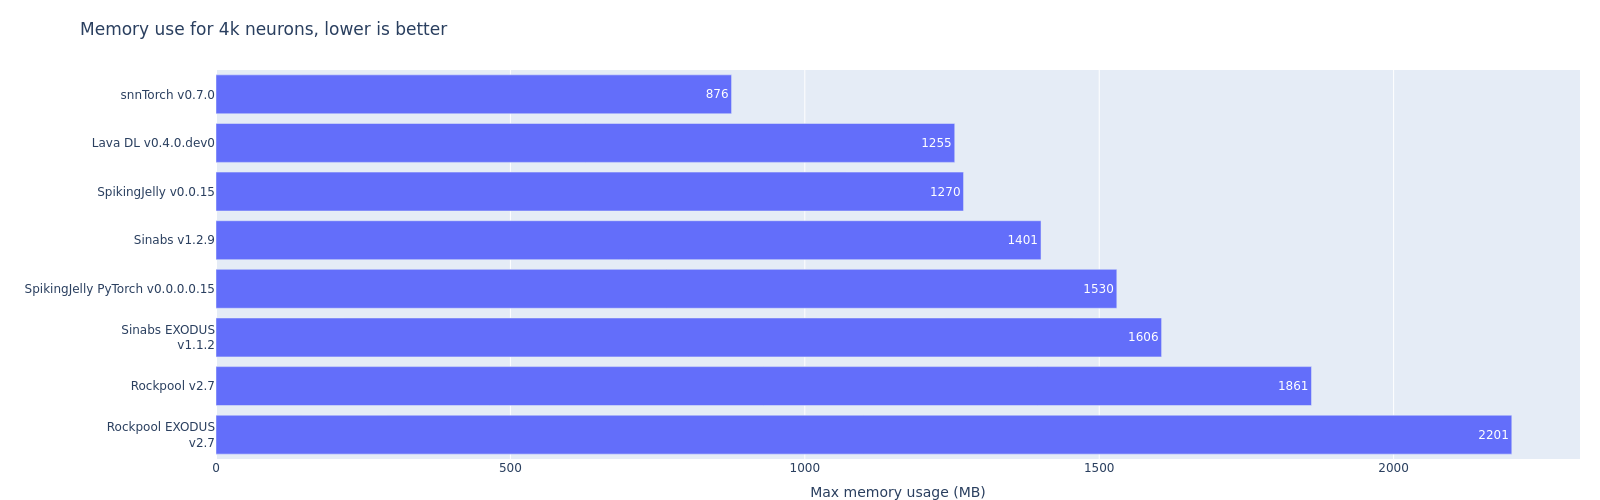 Memory use for 4k neurons, lower is better
snnTorch v0.7.0
876
Lava DL v0.4.0.dev0
1255
SpikingJelly v0.0.15
1270
Sinabs v1.2.9
1401
SpikingJelly PyTorch v0.0.0.0.15
1530
Sinabs EXODUS
v1.1.2
1606
Rockpool v2.7
1861
Rockpool EXODUS
v2.7
2201
0 500 1000 1500 2000
Max memory usage (MB)